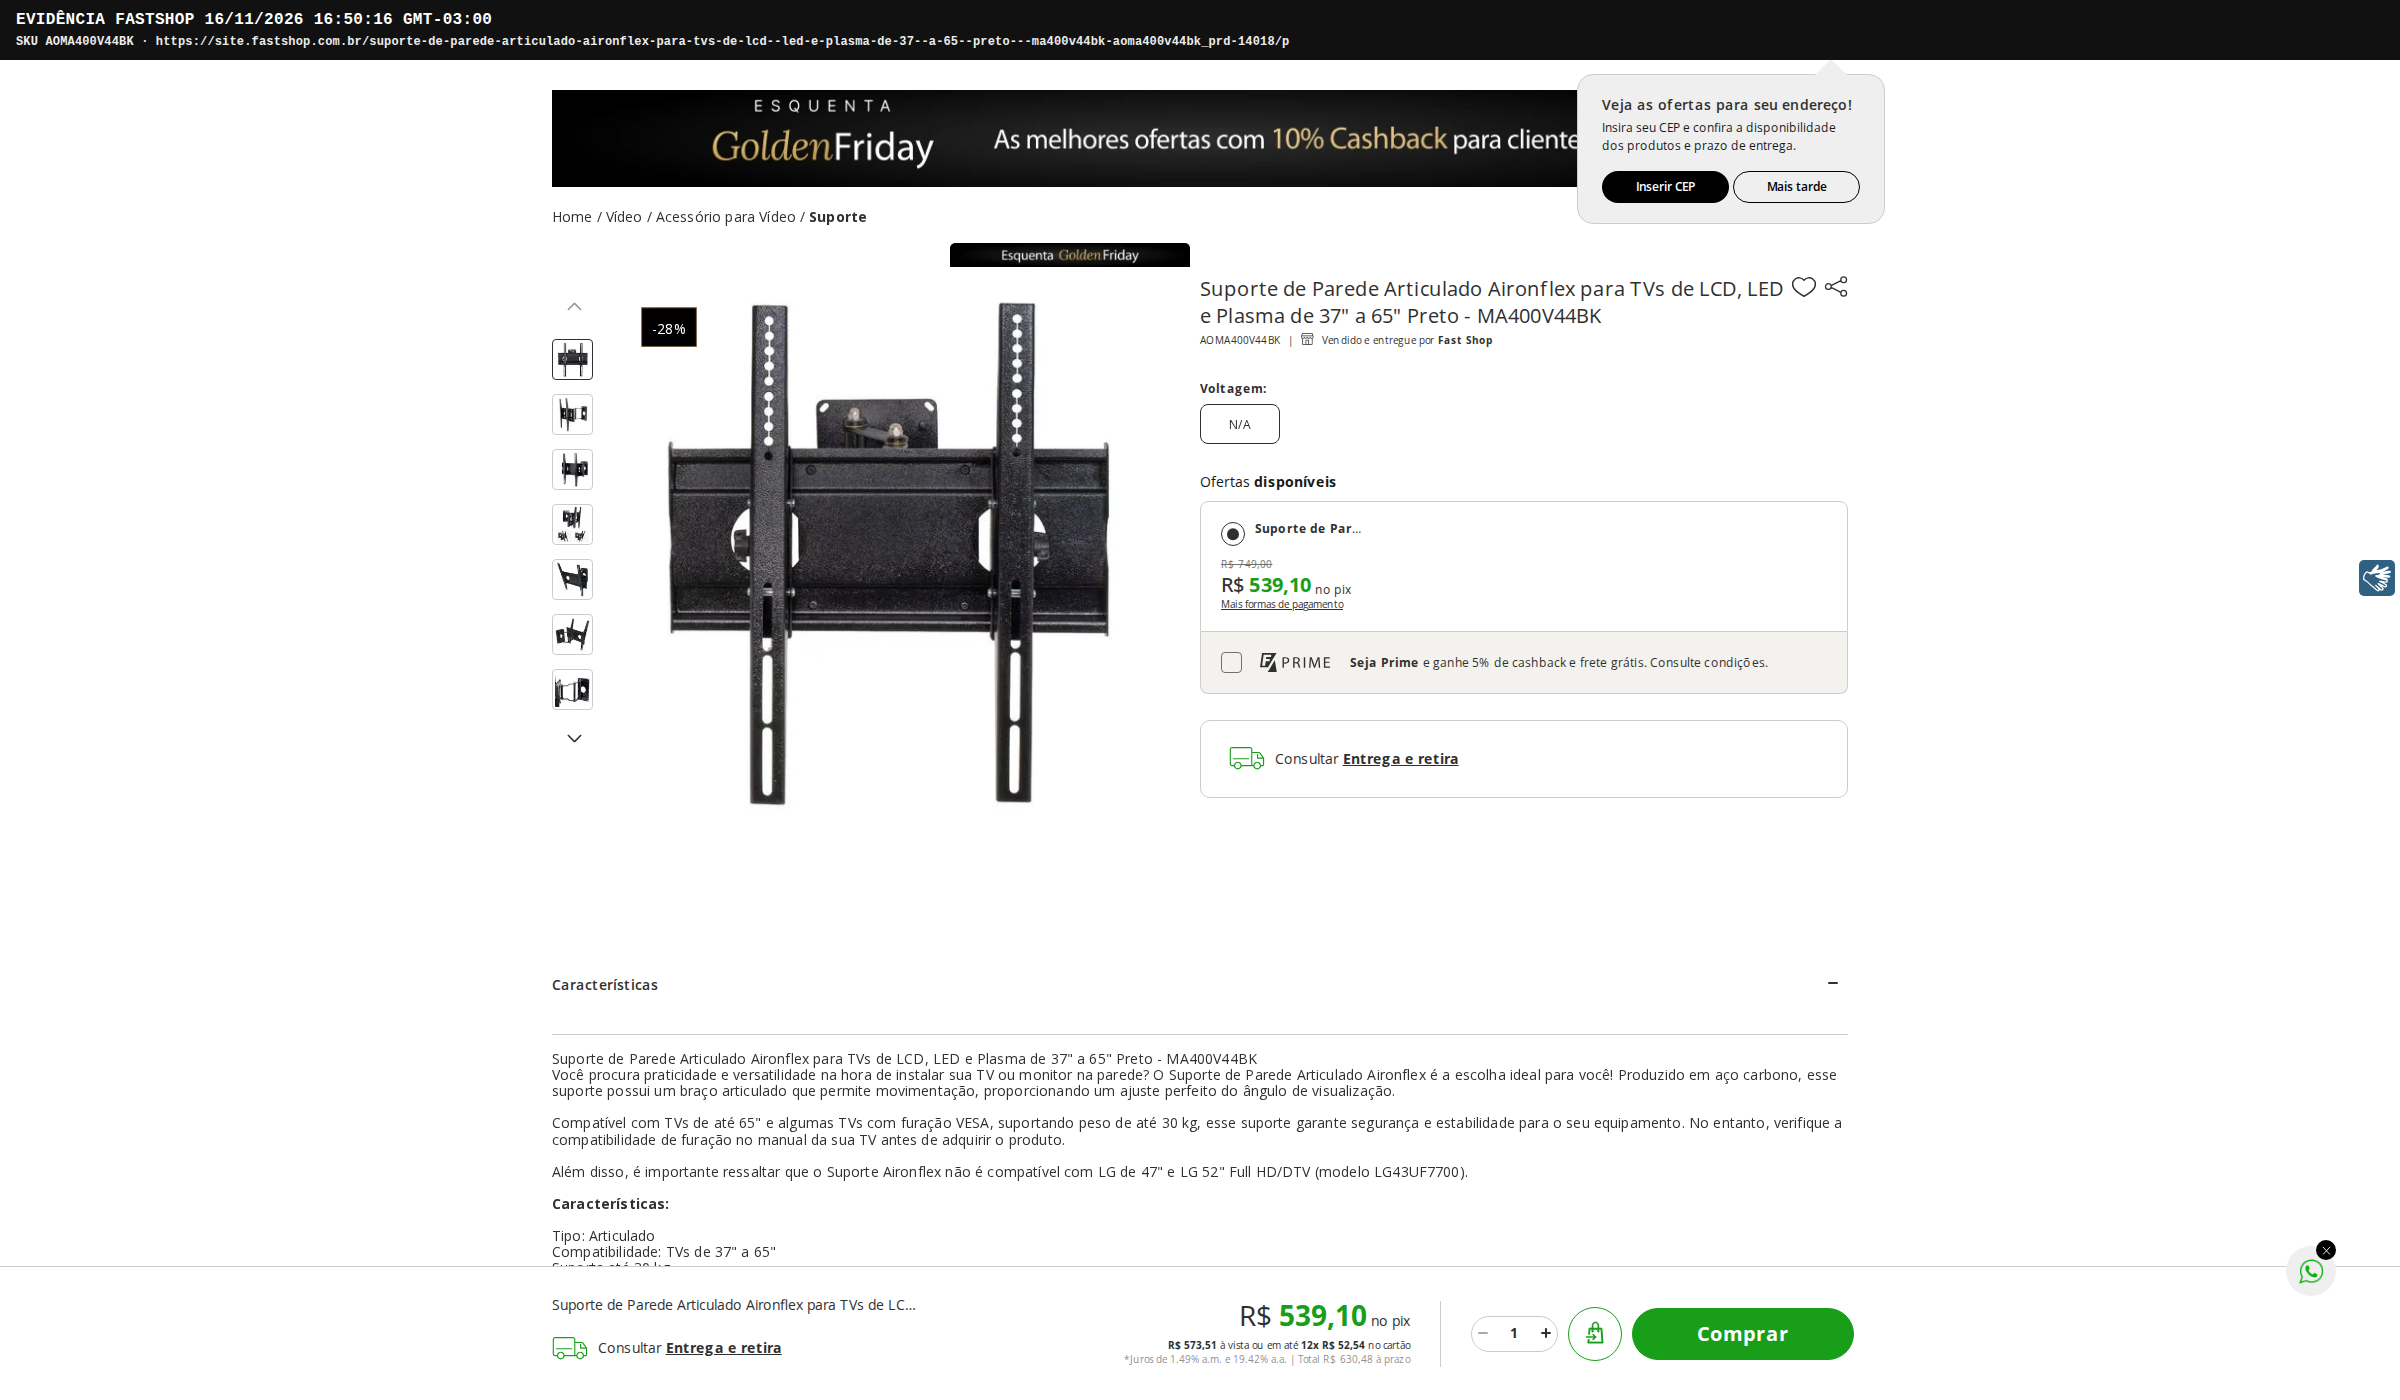 EVIDÊNCIA FASTSHOP 16/11/2026 16:50:16 GMT-03:00
SKU AOMA400V44BK · https://site.fastshop.com.br/suporte-de-parede-articulado-aironflex-para-tvs-de-lcd--led-e-plasma-de-37--a-65--preto---ma400v44bk-aoma400v44bk_prd-14018/p
ESQUENTA
GoldenFriday
As melhores ofertas com 10% Cashback para cliente
Veja as ofertas para seu endereço!
Insira seu CEP e confira a disponibilidade
dos produtos e prazo de entrega.
Inserir CEP
Mais tarde
Home / Vídeo / Acessório para Vídeo / Suporte
Esquenta GoldenFriday
-28%
Suporte de Parede Articulado Aironflex para TVs de LCD, LED
e Plasma de 37" a 65" Preto - MA400V44BK
AOMA400V44BK | Vendido e entregue por Fast Shop
Voltagem:
N/A
Ofertas disponíveis
Suporte de Par...
R$ 749,00
R$ 539,10 no pix
Mais formas de pagamento
PRIME Seja Prime e ganhe 5% de cashback e frete grátis. Consulte condições.
Consultar Entrega e retira
Características
Suporte de Parede Articulado Aironflex para TVs de LCD, LED e Plasma de 37" a 65" Preto - MA400V44BK
Você procura praticidade e versatilidade na hora de instalar sua TV ou monitor na parede? O Suporte de Parede Articulado Aironflex é a escolha ideal para você! Produzido em aço carbono, esse
suporte possui um braço articulado que permite movimentação, proporcionando um ajuste perfeito do ângulo de visualização.
Compatível com TVs de até 65" e algumas TVs com furação VESA, suportando peso de até 30 kg, esse suporte garante segurança e estabilidade para o seu equipamento. No entanto, verifique a
compatibilidade de furação no manual da sua TV antes de adquirir o produto.
Além disso, é importante ressaltar que o Suporte Aironflex não é compatível com LG de 47" e LG 52" Full HD/DTV (modelo LG43UF7700).
Características:
Tipo: Articulado
Compatibilidade: TVs de 37" a 65"
Suporte até 30 kg
Suporte de Parede Articulado Aironflex para TVs de LC...
Consultar Entrega e retira
R$ 539,10 no pix
R$ 573,51 à vista ou em até 12x R$ 52,54 no cartão
*Juros de 1.49% a.m. e 19.42% a.a. | Total R$ 630,48 à prazo
1
Comprar